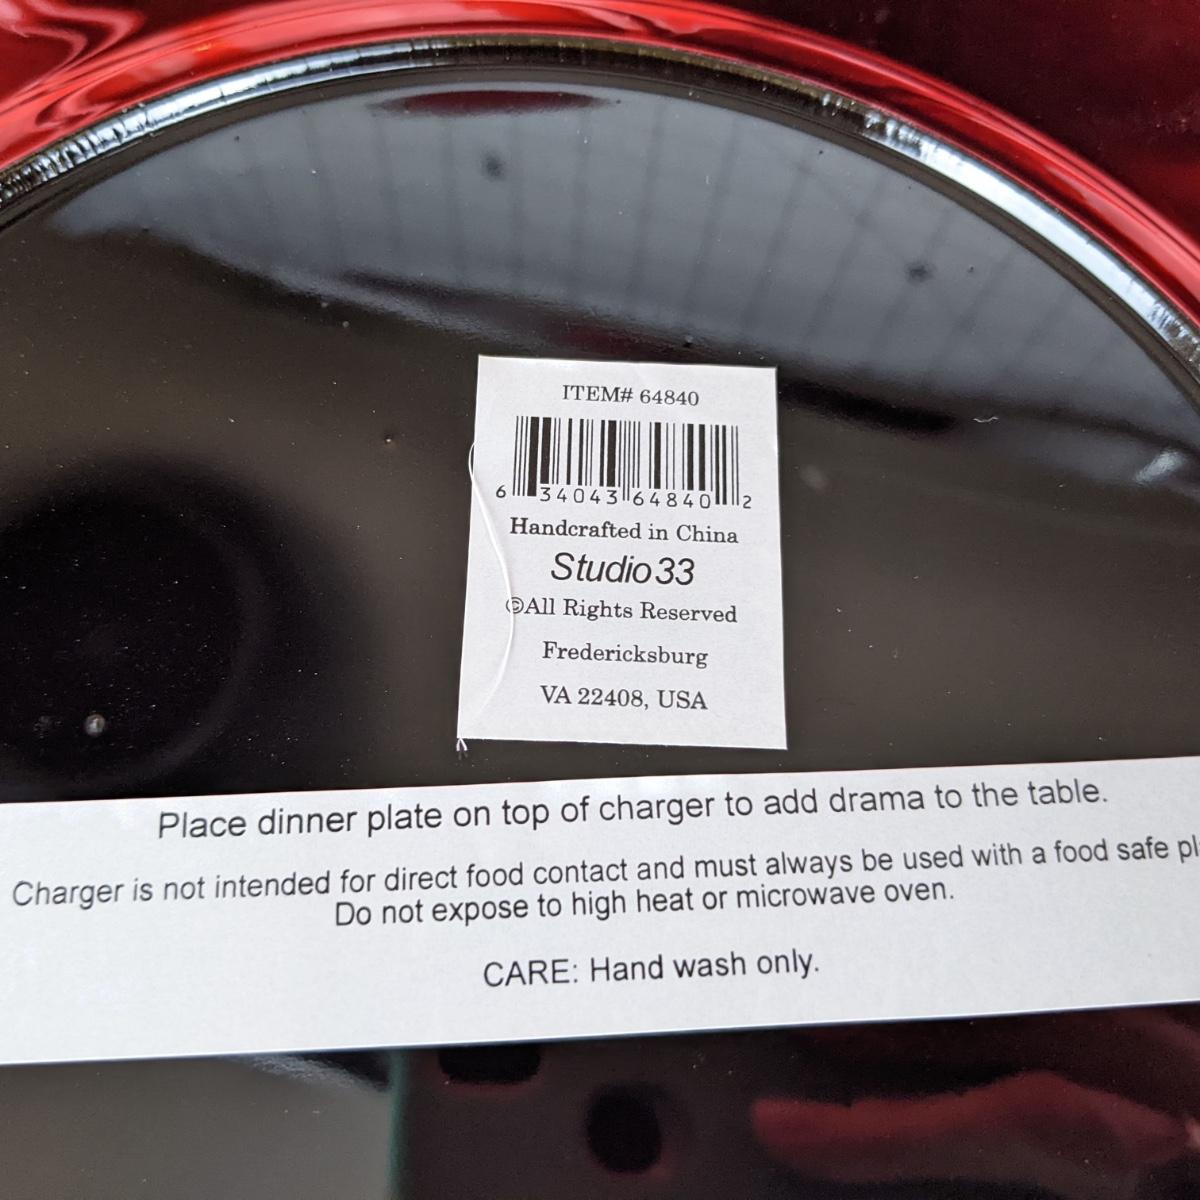 ITEM# 64840
6 34043 64840 2
Handcrafted in China
Studio33
©All Rights Reserved
Fredericksburg
VA 22408, USA
Place dinner plate on top of charger to add drama to the table.
Charger is not intended for direct food contact and must always be used with a food safe
Do not expose to high heat or microwave oven.
CARE: Hand wash only.